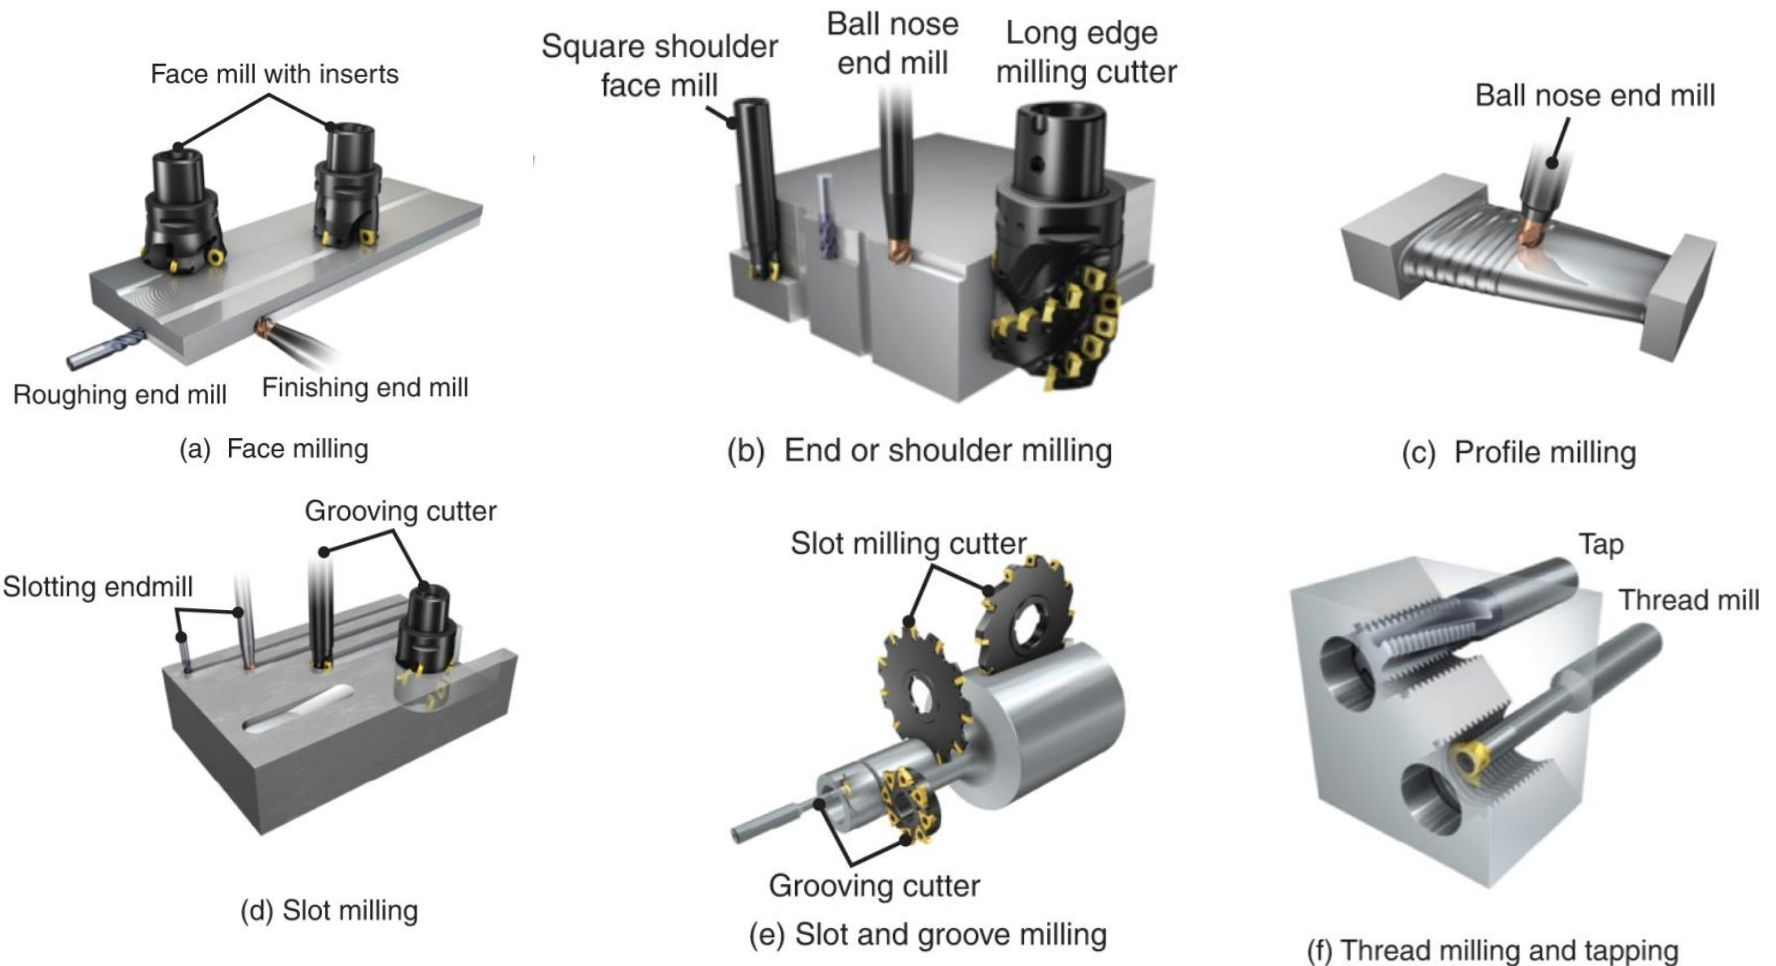 Face mill with inserts
Roughing end mill
Finishing end mill
(a) Face milling
Square shoulder
face mill
Ball nose
end mill
Long edge
milling cutter
(b) End or shoulder milling
Ball nose end mill
(c) Profile milling
Grooving cutter
Slotting endmill
(d) Slot milling
Slot milling cutter
Grooving cutter
(e) Slot and groove milling
Tap
Thread mill
(f) Thread milling and tapping